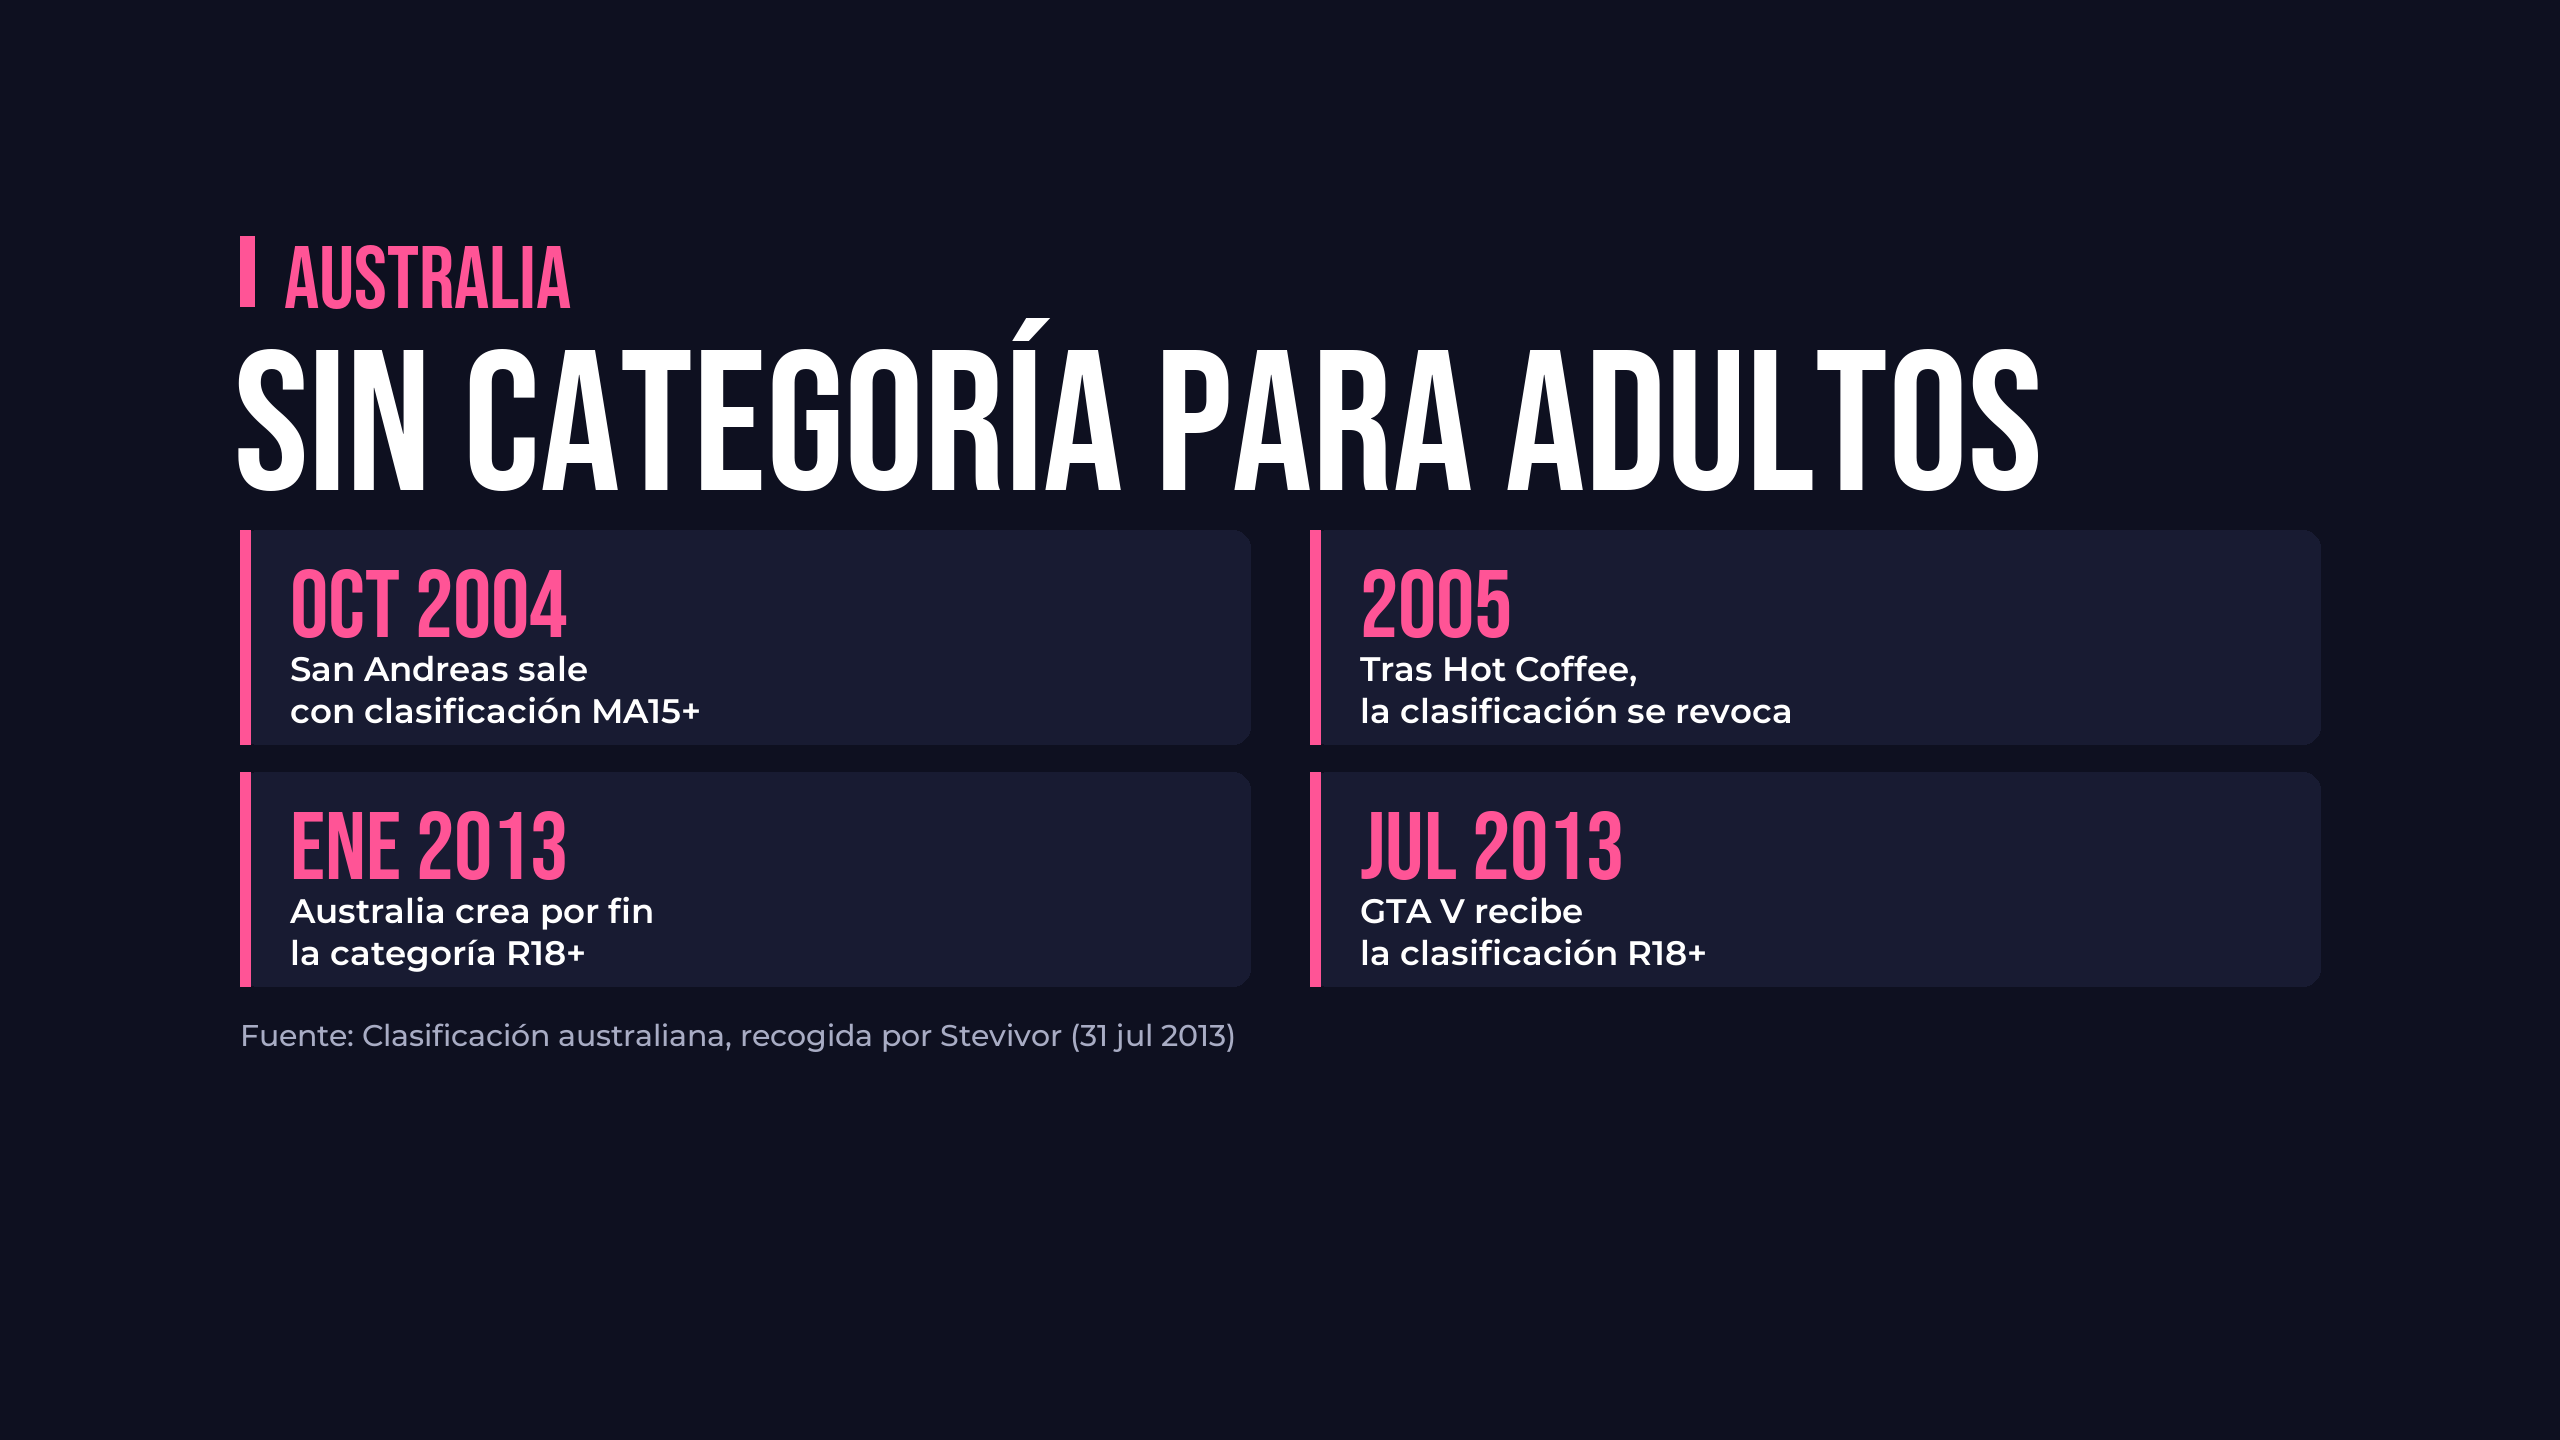 AUSTRALIA
SIN CATEGORÍA PARA ADULTOS
OCT 2004
San Andreas sale
con clasificación MA15+
2005
Tras Hot Coffee,
la clasificación se revoca
ENE 2013
Australia crea por fin
la categoría R18+
JUL 2013
GTA V recibe
la clasificación R18+
Fuente: Clasificación australiana, recogida por Stevivor (31 jul 2013)